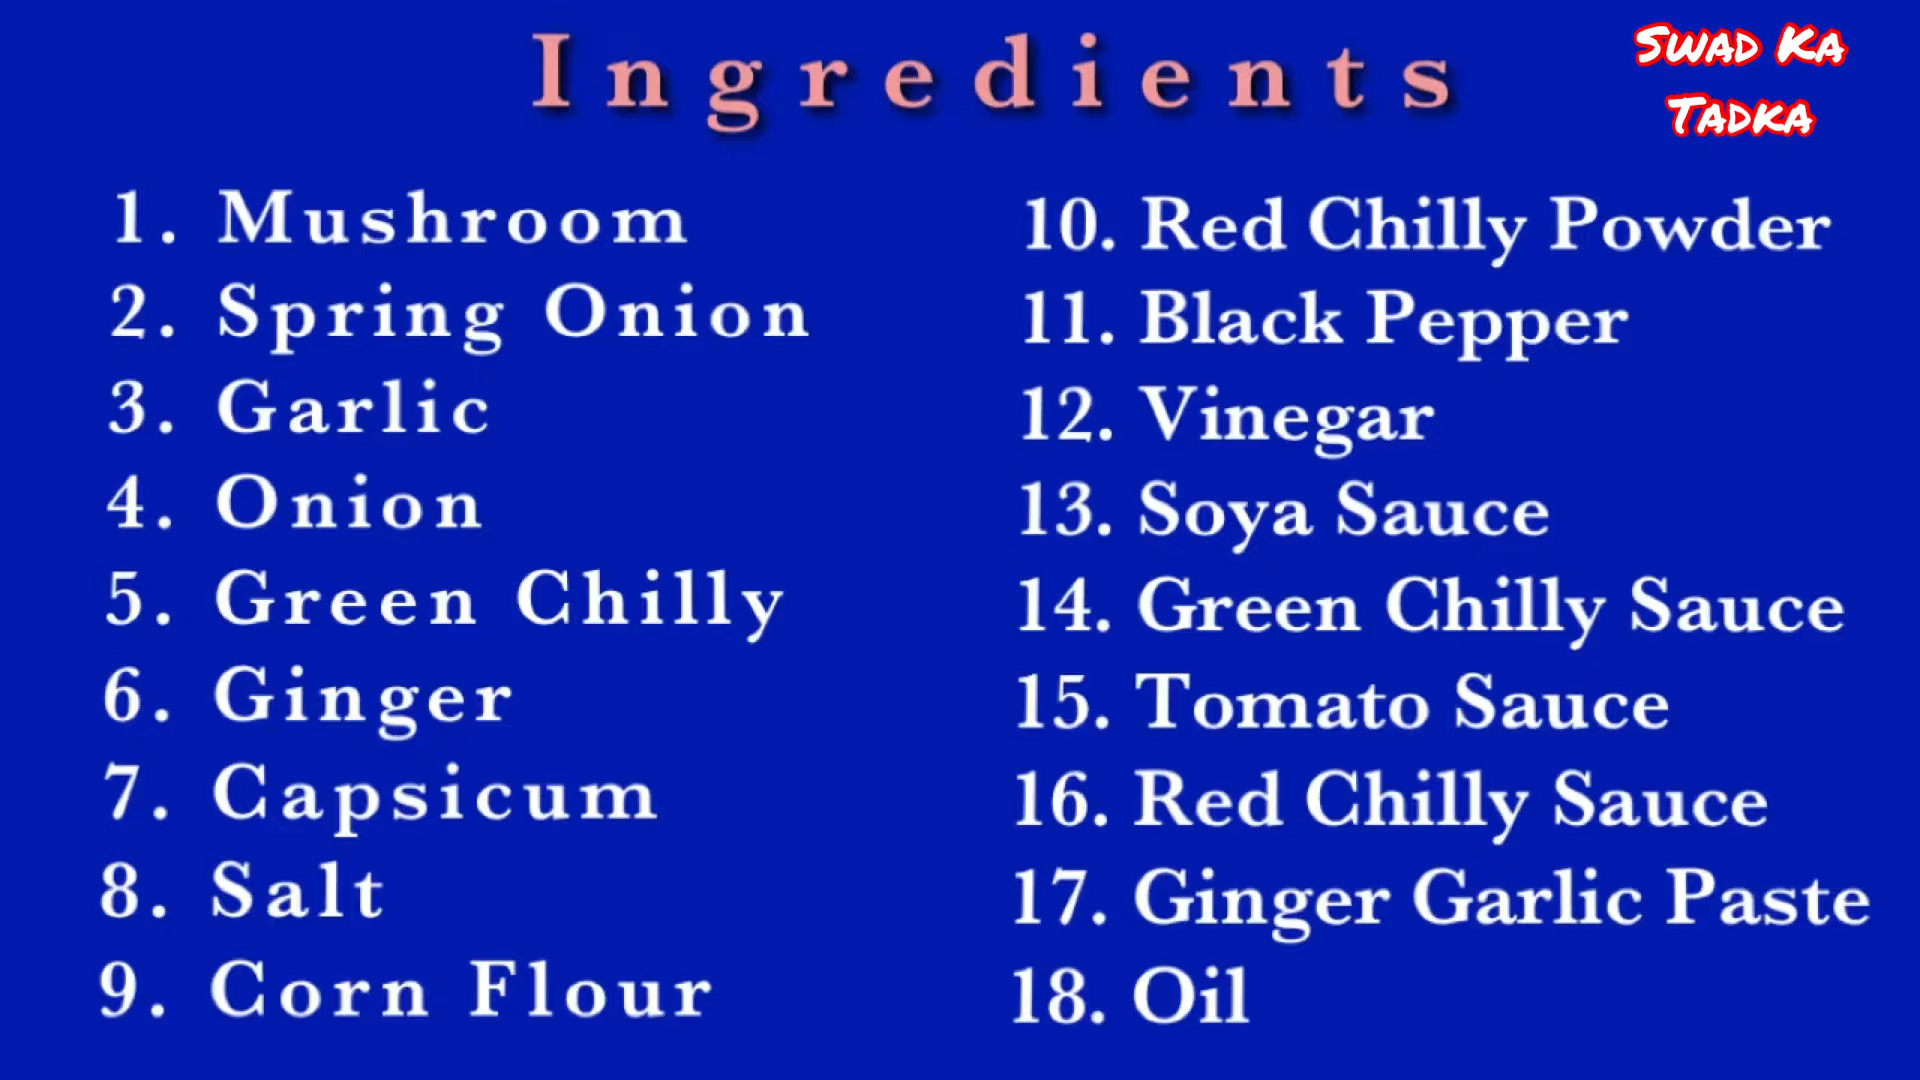 Ingredients
Swad Ka
Tadka
1. Mushroom
2. Spring Onion
3. Garlic
4. Onion
5. Green Chilly
6. Ginger
7. Capsicum
8. Salt
9. Corn Flour
10. Red Chilly Powder
11. Black Pepper
12. Vinegar
13. Soya Sauce
14. Green Chilly Sauce
15. Tomato Sauce
16. Red Chilly Sauce
17. Ginger Garlic Paste
18. Oil